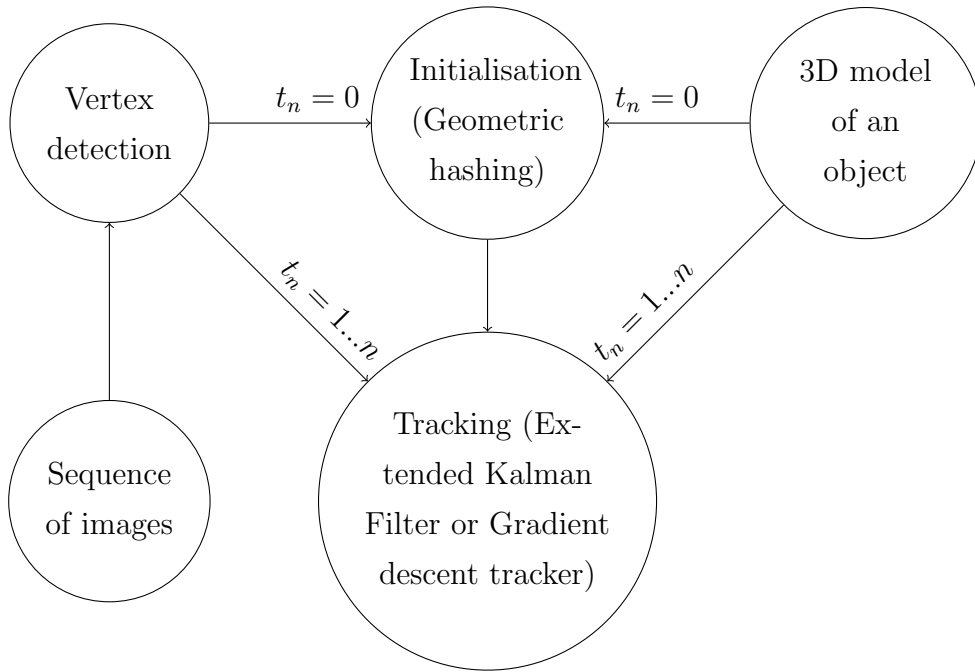 Vertex
detection
t_n = 0
Initialisation
(Geometric
hashing)
t_n = 0
3D model
of an
object
t_n = 1...n
t_n = 1...n
Sequence
of images
Tracking (Ex-
tended Kalman
Filter or Gradient
descent tracker)